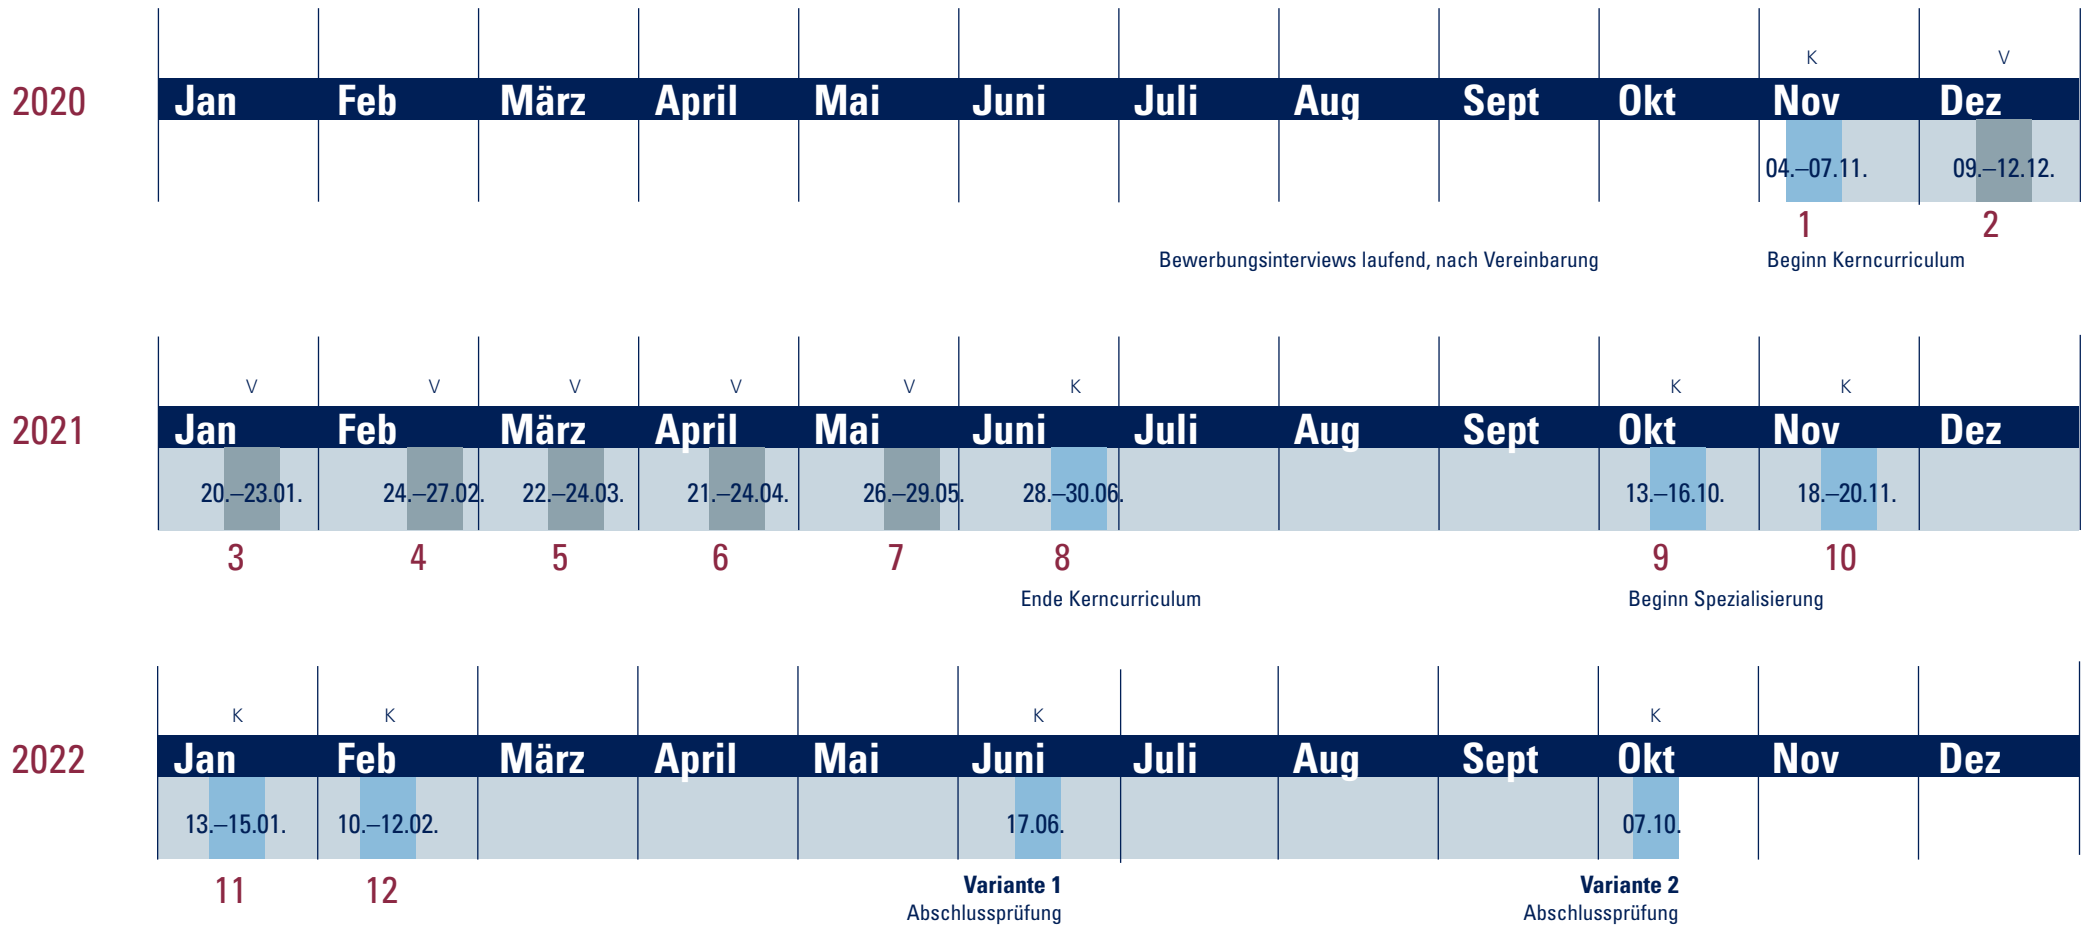 K V
2020 Jan Feb März April Mai Juni Juli Aug Sept Okt Nov Dez
04.–07.11. 09.–12.12.
1 2
Bewerbungsinterviews laufend, nach Vereinbarung Beginn Kerncurriculum
V V V V V K K K
2021 Jan Feb März April Mai Juni Juli Aug Sept Okt Nov Dez
20.–23.01. 24.–27.02. 22.–24.03. 21.–24.04. 26.–29.05. 28.–30.06. 13.–16.10. 18.–20.11.
3 4 5 6 7 8 9 10
Ende Kerncurriculum Beginn Spezialisierung
K K K K
2022 Jan Feb März April Mai Juni Juli Aug Sept Okt Nov Dez
13.–15.01. 10.–12.02. 17.06. 07.10.
11 12
Variante 1 Variante 2
Abschlussprüfung Abschlussprüfung